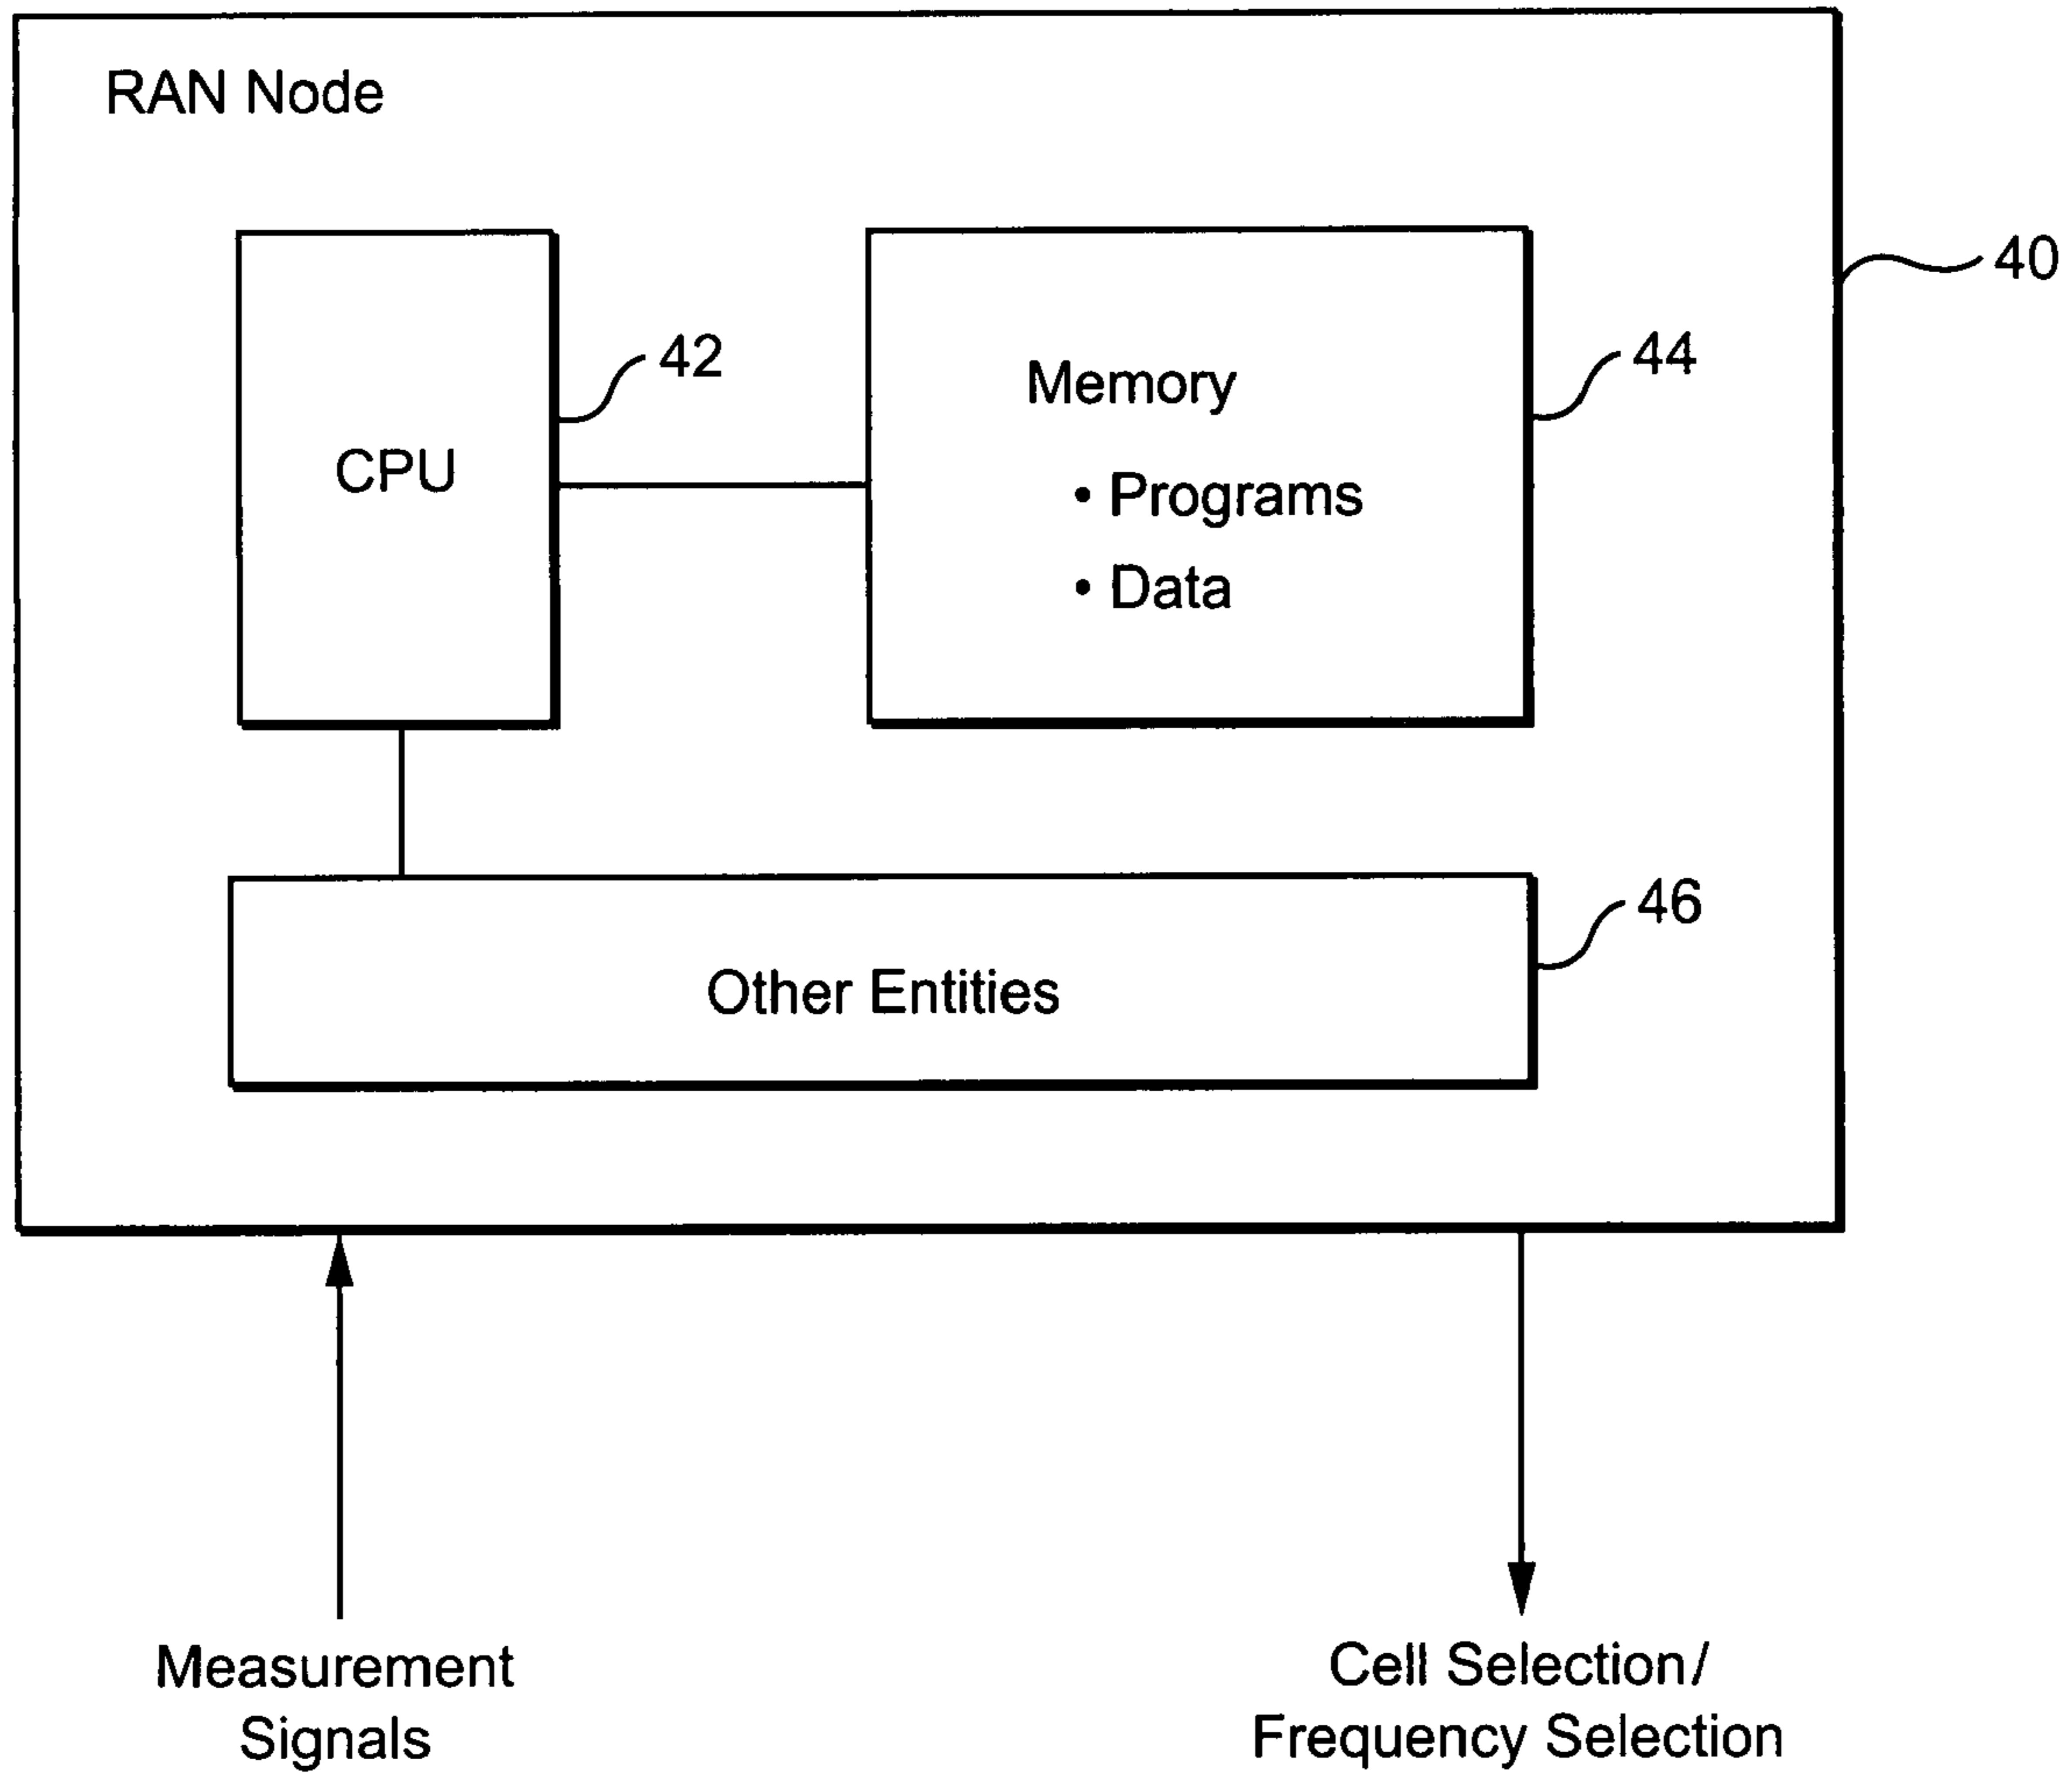 RAN Node
40
42
44
Memory
CPU
• Programs
• Data
46
Other Entities
Measurement
Signals
Cell Selection/
Frequency Selection